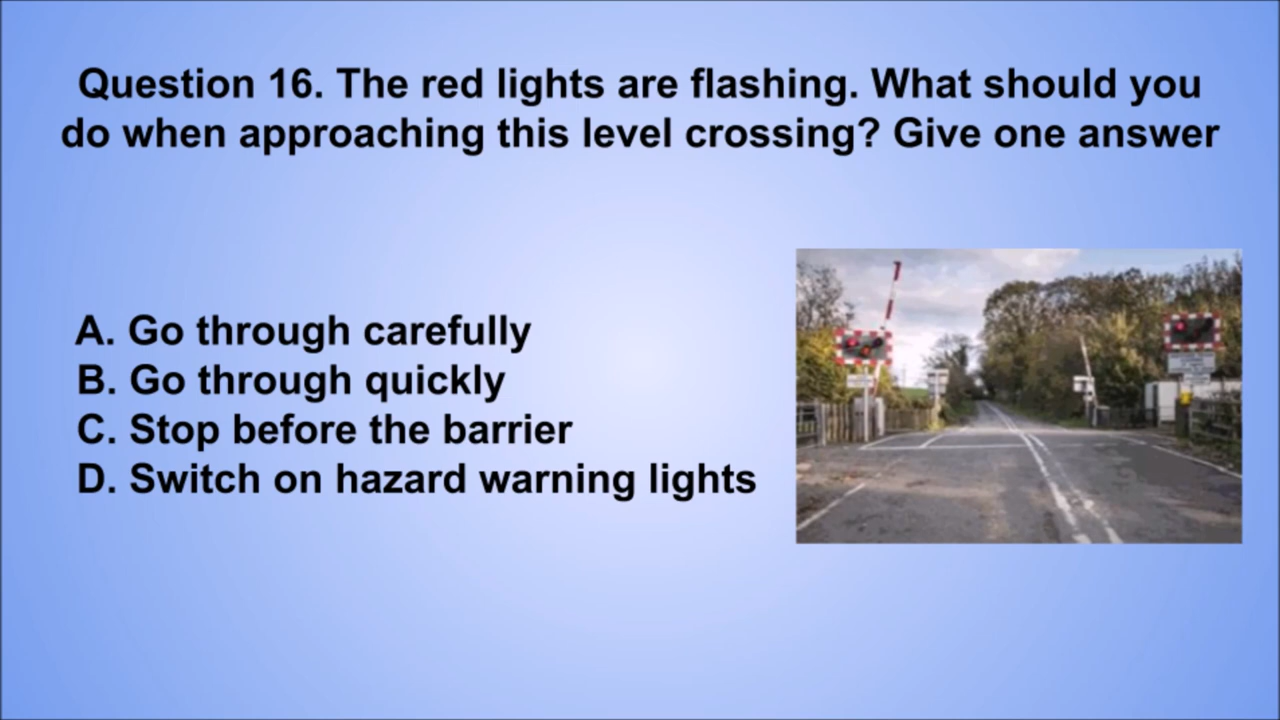 Question 16. The red lights are flashing. What should you
do when approaching this level crossing? Give one answer
A. Go through carefully
B. Go through quickly
C. Stop before the barrier
D. Switch on hazard warning lights